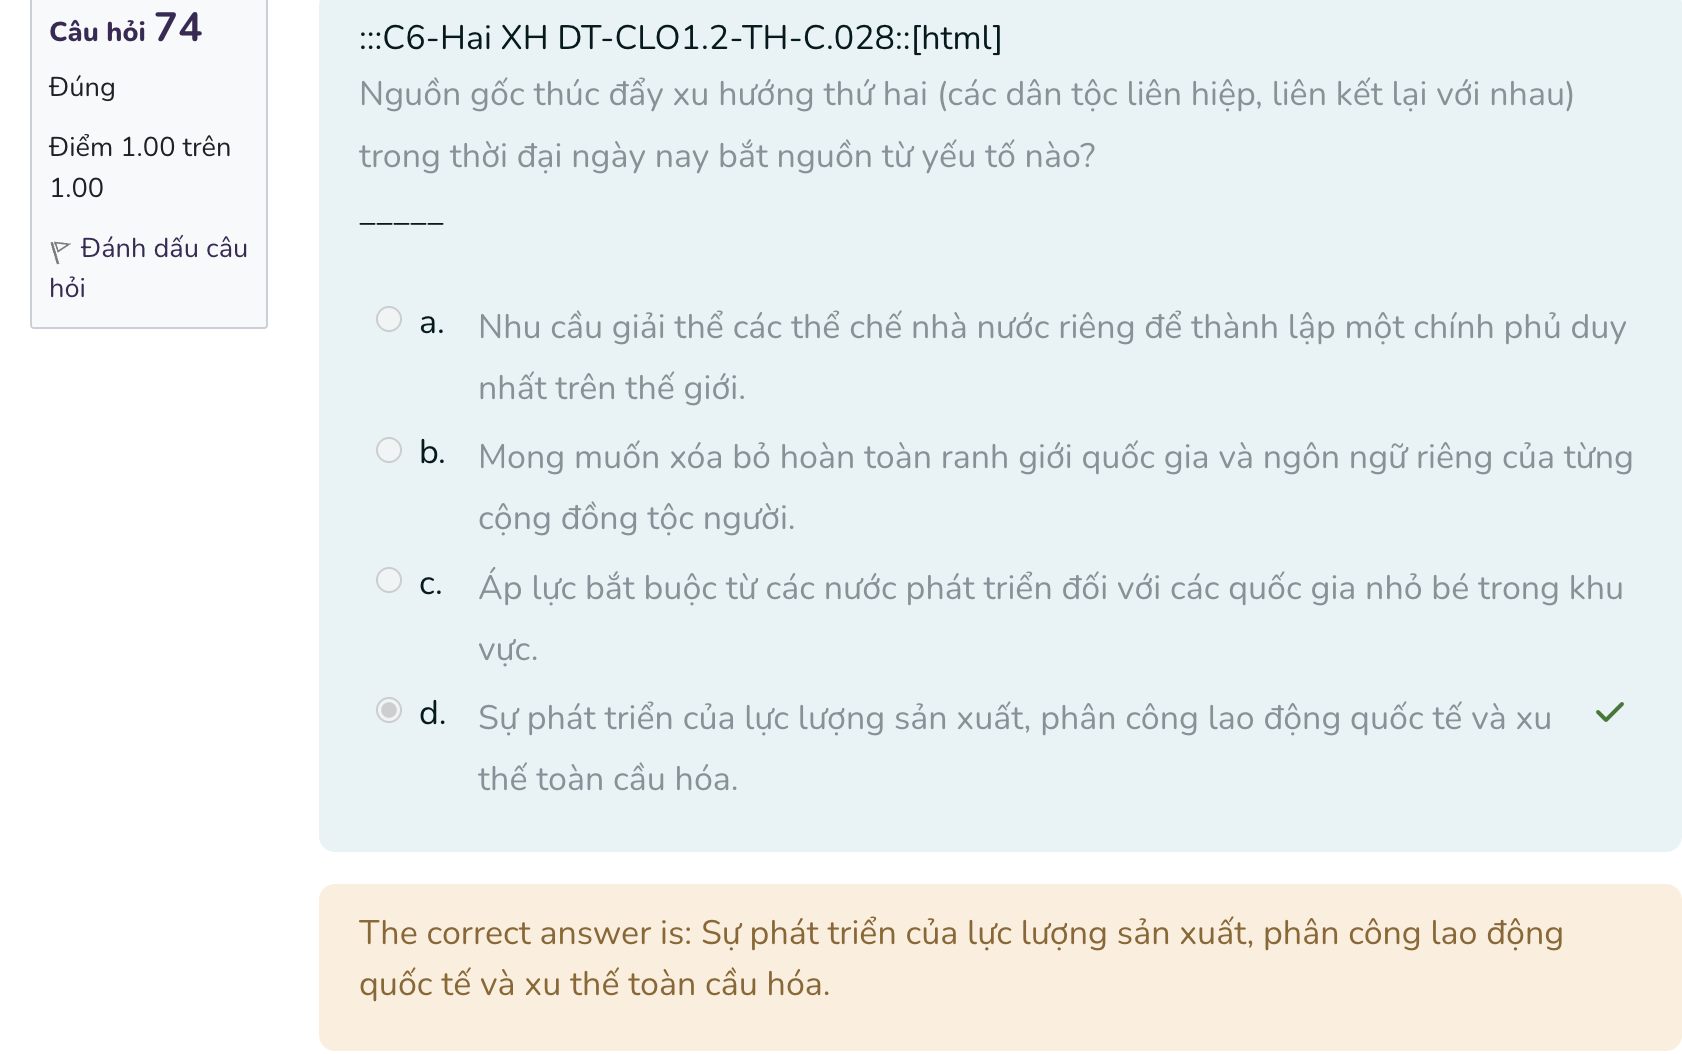 Câu hỏi 74
Đúng
Điểm 1.00 trên
1.00
Đánh dấu câu
hỏi
:::C6-Hai XH DT-CLO1.2-TH-C.028::[html]
Nguồn gốc thúc đẩy xu hướng thứ hai (các dân tộc liên hiệp, liên kết lại với nhau)
trong thời đại ngày nay bắt nguồn từ yếu tố nào?
_____
a. Nhu cầu giải thể các thể chế nhà nước riêng để thành lập một chính phủ duy
nhất trên thế giới.
b. Mong muốn xóa bỏ hoàn toàn ranh giới quốc gia và ngôn ngữ riêng của từng
cộng đồng tộc người.
c. Áp lực bắt buộc từ các nước phát triển đối với các quốc gia nhỏ bé trong khu
vực.
d. Sự phát triển của lực lượng sản xuất, phân công lao động quốc tế và xu
thế toàn cầu hóa.
The correct answer is: Sự phát triển của lực lượng sản xuất, phân công lao động
quốc tế và xu thế toàn cầu hóa.